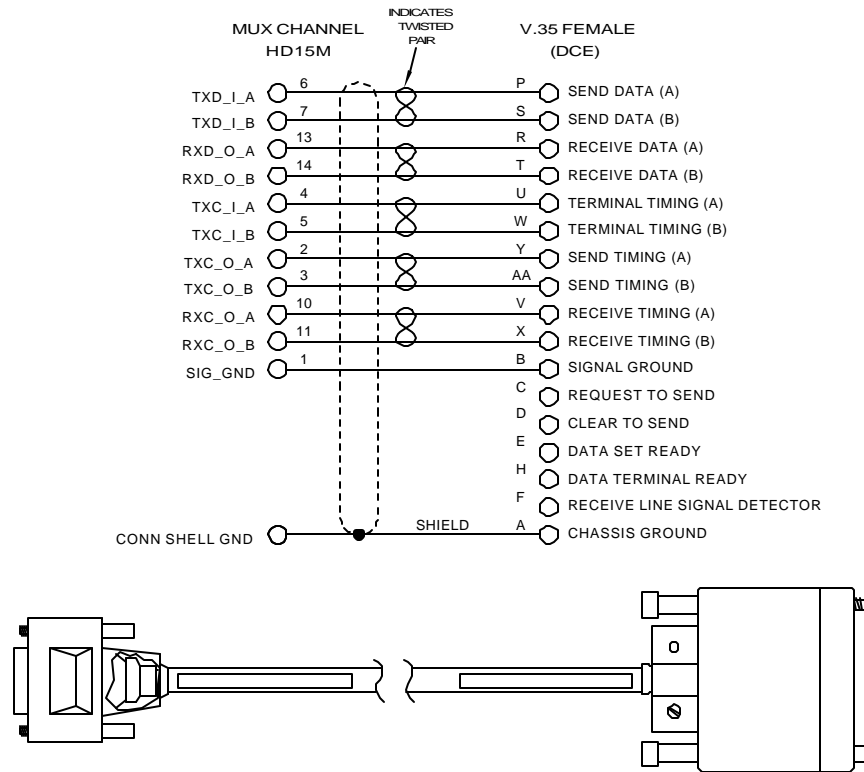 INDICATES
TWISTED
PAIR
MUX CHANNEL
HD15M
V.35 FEMALE
(DCE)
TXD_I_A 6 P SEND DATA (A)
TXD_I_B 7 S SEND DATA (B)
RXD_O_A 13 R RECEIVE DATA (A)
RXD_O_B 14 T RECEIVE DATA (B)
TXC_I_A 4 U TERMINAL TIMING (A)
TXC_I_B 5 W TERMINAL TIMING (B)
TXC_O_A 2 Y SEND TIMING (A)
TXC_O_B 3 AA SEND TIMING (B)
RXC_O_A 10 V RECEIVE TIMING (A)
RXC_O_B 11 X RECEIVE TIMING (B)
SIG_GND 1 B SIGNAL GROUND
C REQUEST TO SEND
D CLEAR TO SEND
E DATA SET READY
H DATA TERMINAL READY
F RECEIVE LINE SIGNAL DETECTOR
CONN SHELL GND SHIELD A CHASSIS GROUND